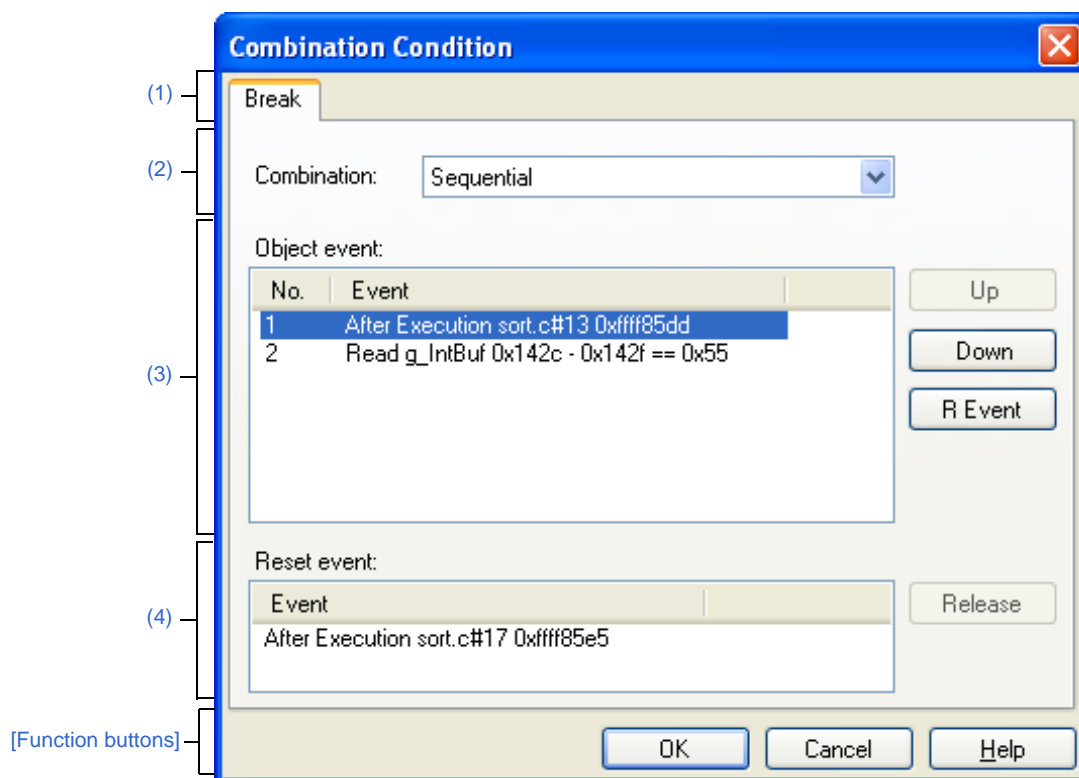 Combination Condition
(1)
Break
(2)
Combination: Sequential
(3)
Object event:
No. Event
1 After Execution sort.c#13 0xffff85dd
2 Read g_IntBuf 0x142c - 0x142f == 0x55
Up
Down
R Event
(4)
Reset event:
Event
After Execution sort.c#17 0xffff85e5
Release
[Function buttons]
OK Cancel Help